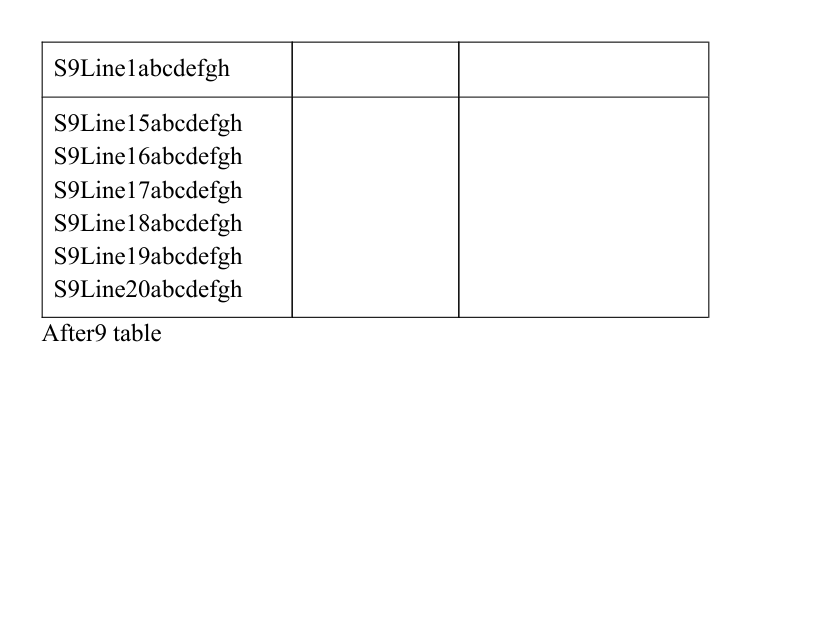 S9Line1abcdefgh
S9Line15abcdefgh
S9Line16abcdefgh
S9Line17abcdefgh
S9Line18abcdefgh
S9Line19abcdefgh
S9Line20abcdefgh
After9 table